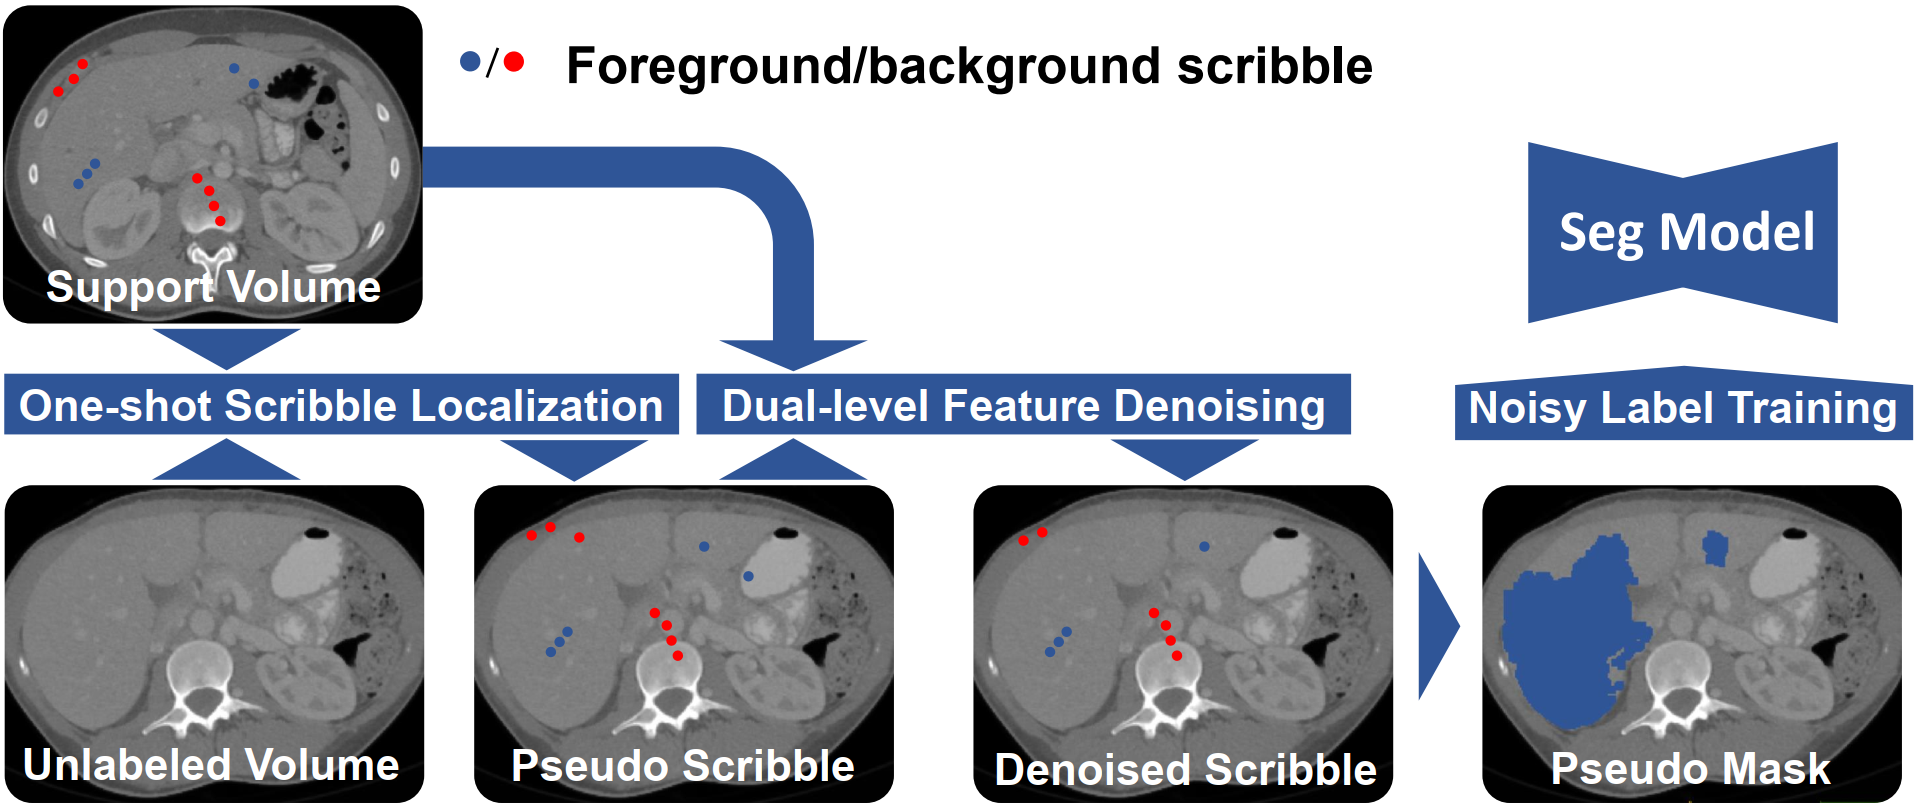 Foreground/background scribble
Support Volume
Seg Model
One-shot Scribble Localization
Dual-level Feature Denoising
Noisy Label Training
Unlabeled Volume
Pseudo Scribble
Denoised Scribble
Pseudo Mask